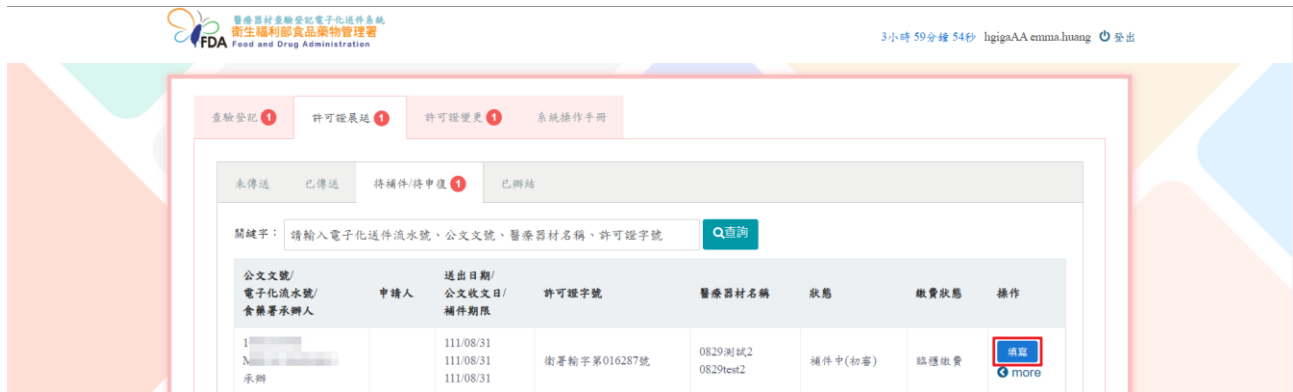 醫療器材查驗登記電子化送件系統
衛生福利部食品藥物管理署
FDA Food and Drug Administration
3小時 59分鐘 54秒 hgigaAA emma.huang 登出
查驗登記 1 許可證展延 1 許可證變更 1 系統操作手冊
未傳送 已傳送 待補件/待申復 1 已辦結
關鍵字： 請輸入電子化送件流水號、公文文號、醫療器材名稱、許可證字號 查詢
公文文號/
電子化流水號/
食藥署承辦人
申請人
送出日期/
公文收文日/
補件期限
許可證字號
醫療器材名稱
狀態
繳費狀態
操作
1
M
承辦
111/08/31
111/08/31
111/08/31
衛署輸字第016287號
0829測試2
0829test2
補件中(初審)
臨櫃繳費
填寫
more